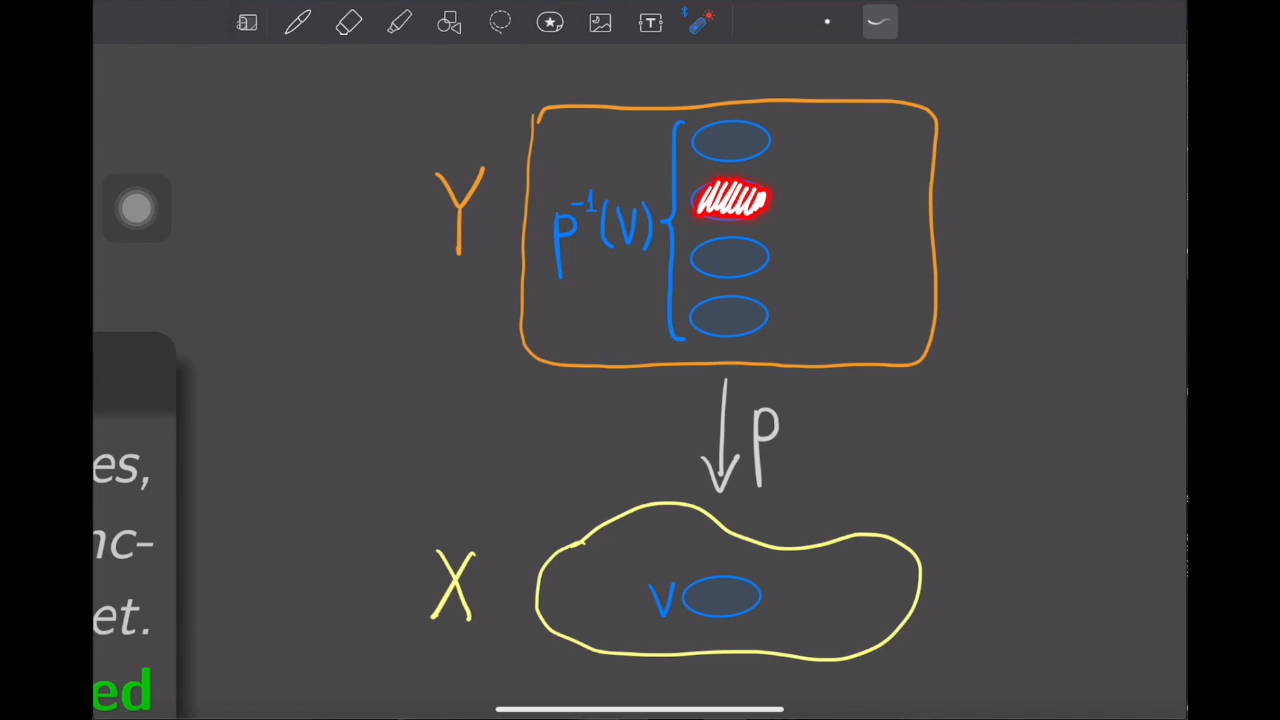 Y
p⁻¹(V)
p
X
V
es,
nc-
et.
ed